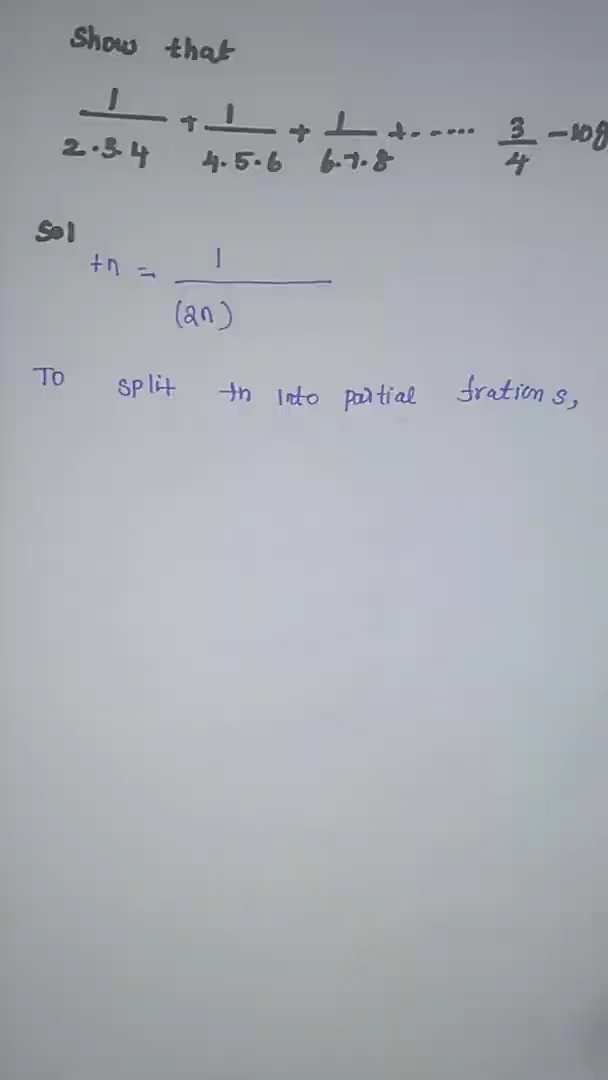 Show that
1/2.3.4 + 1/4.5.6 + 1/6.7.8 + ...... 3/4 - log
Sol
tn = 1/(2n)
To split tn into partial frations,